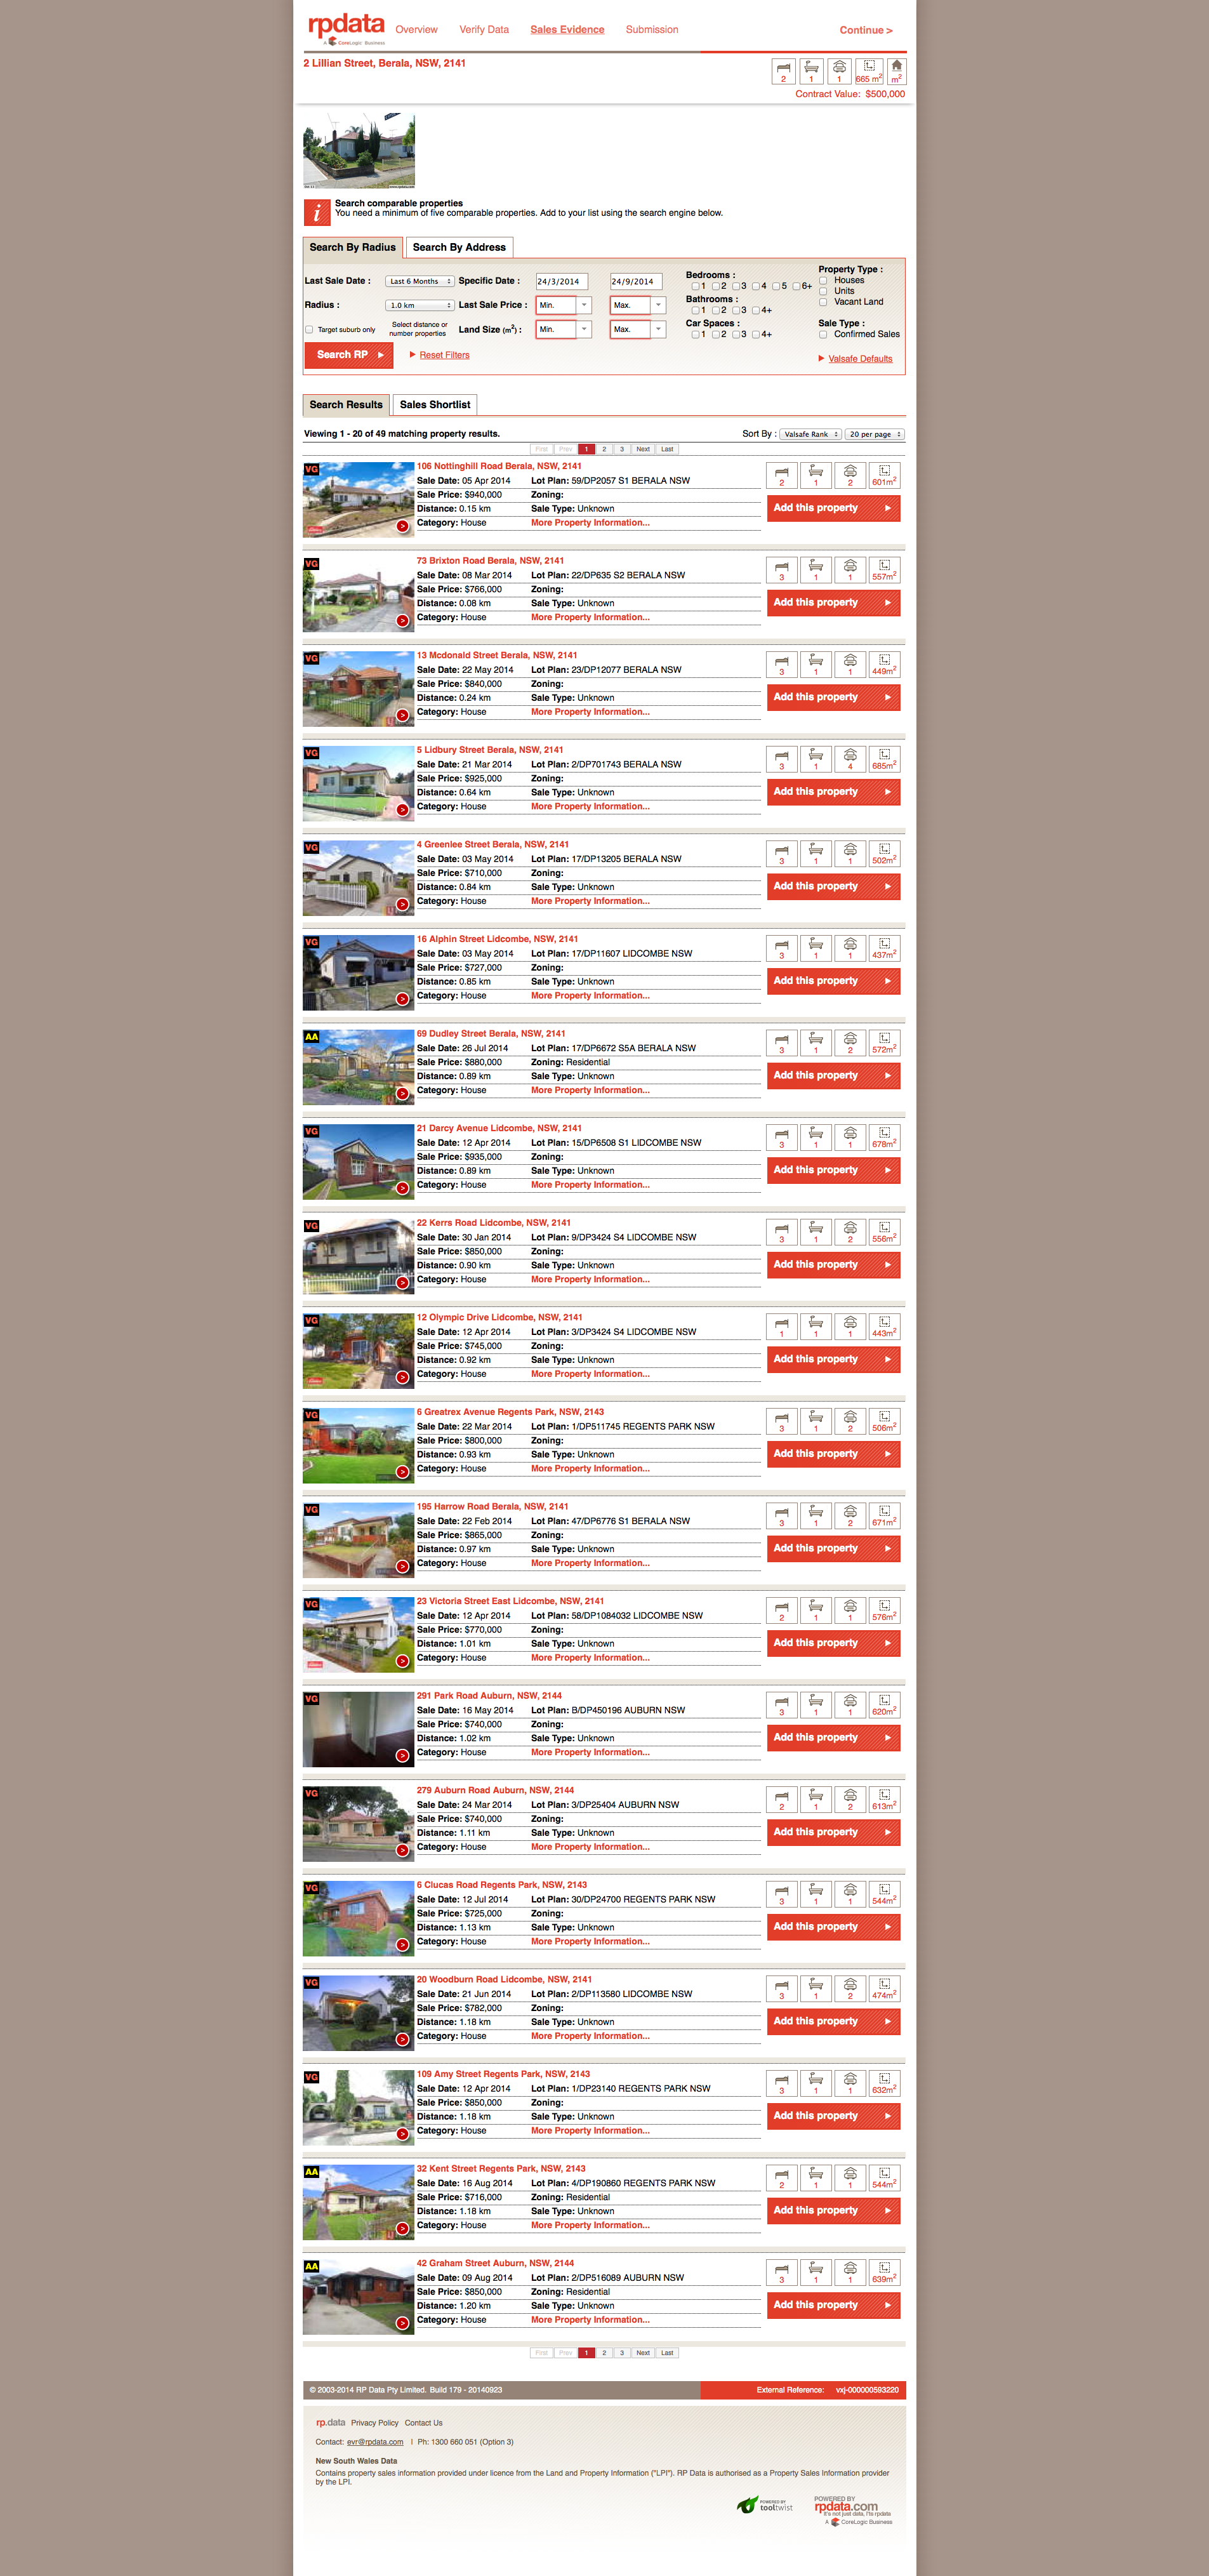 rpdata
A CoreLogic Business
Overview Verify Data Sales Evidence Submission Continue >
2 Lillian Street, Berala, NSW, 2141
2 1 1 665 m2 m2
Contract Value: $500,000
Search comparable properties
You need a minimum of five comparable properties. Add to your list using the search engine below.
Search By Radius Search By Address
Last Sale Date : Last 6 Months Specific Date : 24/3/2014 24/9/2014
Radius : 1.0 km Last Sale Price : Min. Max.
Target suburb only Select distance or number properties Land Size (m2) : Min. Max.
Bedrooms :
1 2 3 4 5 6+
Bathrooms :
1 2 3 4+
Car Spaces :
1 2 3 4+
Property Type :
Houses
Units
Vacant Land
Sale Type :
Confirmed Sales
Search RP Reset Filters Valsafe Defaults
Search Results Sales Shortlist
Viewing 1 - 20 of 49 matching property results. Sort By : Valsafe Rank 20 per page
First Prev 1 2 3 Next Last
VG 106 Nottinghill Road Berala, NSW, 2141
Sale Date: 05 Apr 2014 Lot Plan: 59/DP2057 S1 BERALA NSW 2 1 2 601m2
Sale Price: $940,000 Zoning:
Distance: 0.15 km Sale Type: Unknown Add this property
Category: House More Property Information...
VG 73 Brixton Road Berala, NSW, 2141
Sale Date: 08 Mar 2014 Lot Plan: 22/DP635 S2 BERALA NSW 3 1 1 557m2
Sale Price: $766,000 Zoning:
Distance: 0.08 km Sale Type: Unknown Add this property
Category: House More Property Information...
VG 13 Mcdonald Street Berala, NSW, 2141
Sale Date: 22 May 2014 Lot Plan: 23/DP12077 BERALA NSW 3 1 1 449m2
Sale Price: $840,000 Zoning:
Distance: 0.24 km Sale Type: Unknown Add this property
Category: House More Property Information...
VG 5 Lidbury Street Berala, NSW, 2141
Sale Date: 21 Mar 2014 Lot Plan: 2/DP701743 BERALA NSW 3 1 4 685m2
Sale Price: $925,000 Zoning:
Distance: 0.64 km Sale Type: Unknown Add this property
Category: House More Property Information...
VG 4 Greenlee Street Berala, NSW, 2141
Sale Date: 03 May 2014 Lot Plan: 17/DP13205 BERALA NSW 3 1 1 502m2
Sale Price: $710,000 Zoning:
Distance: 0.84 km Sale Type: Unknown Add this property
Category: House More Property Information...
VG 16 Alphin Street Lidcombe, NSW, 2141
Sale Date: 03 May 2014 Lot Plan: 17/DP11607 LIDCOMBE NSW 3 1 1 437m2
Sale Price: $727,000 Zoning:
Distance: 0.85 km Sale Type: Unknown Add this property
Category: House More Property Information...
AA 69 Dudley Street Berala, NSW, 2141
Sale Date: 26 Jul 2014 Lot Plan: 17/DP6672 S5A BERALA NSW 3 1 2 572m2
Sale Price: $880,000 Zoning: Residential
Distance: 0.89 km Sale Type: Unknown Add this property
Category: House More Property Information...
VG 21 Darcy Avenue Lidcombe, NSW, 2141
Sale Date: 12 Apr 2014 Lot Plan: 15/DP6508 S1 LIDCOMBE NSW 3 1 1 678m2
Sale Price: $935,000 Zoning:
Distance: 0.89 km Sale Type: Unknown Add this property
Category: House More Property Information...
VG 22 Kerrs Road Lidcombe, NSW, 2141
Sale Date: 30 Jan 2014 Lot Plan: 9/DP3424 S4 LIDCOMBE NSW 3 1 2 556m2
Sale Price: $850,000 Zoning:
Distance: 0.90 km Sale Type: Unknown Add this property
Category: House More Property Information...
VG 12 Olympic Drive Lidcombe, NSW, 2141
Sale Date: 12 Apr 2014 Lot Plan: 3/DP3424 S4 LIDCOMBE NSW 1 1 1 443m2
Sale Price: $745,000 Zoning:
Distance: 0.92 km Sale Type: Unknown Add this property
Category: House More Property Information...
VG 6 Greatrex Avenue Regents Park, NSW, 2143
Sale Date: 22 Mar 2014 Lot Plan: 1/DP511745 REGENTS PARK NSW 3 1 2 506m2
Sale Price: $800,000 Zoning:
Distance: 0.93 km Sale Type: Unknown Add this property
Category: House More Property Information...
VG 195 Harrow Road Berala, NSW, 2141
Sale Date: 22 Feb 2014 Lot Plan: 47/DP6776 S1 BERALA NSW 3 1 2 671m2
Sale Price: $865,000 Zoning:
Distance: 0.97 km Sale Type: Unknown Add this property
Category: House More Property Information...
VG 23 Victoria Street East Lidcombe, NSW, 2141
Sale Date: 12 Apr 2014 Lot Plan: 58/DP1084032 LIDCOMBE NSW 2 1 1 576m2
Sale Price: $770,000 Zoning:
Distance: 1.01 km Sale Type: Unknown Add this property
Category: House More Property Information...
VG 291 Park Road Auburn, NSW, 2144
Sale Date: 16 May 2014 Lot Plan: B/DP450196 AUBURN NSW 3 1 1 620m2
Sale Price: $740,000 Zoning:
Distance: 1.02 km Sale Type: Unknown Add this property
Category: House More Property Information...
VG 279 Auburn Road Auburn, NSW, 2144
Sale Date: 24 Mar 2014 Lot Plan: 3/DP25404 AUBURN NSW 2 1 2 613m2
Sale Price: $740,000 Zoning:
Distance: 1.11 km Sale Type: Unknown Add this property
Category: House More Property Information...
VG 6 Clucas Road Regents Park, NSW, 2143
Sale Date: 12 Jul 2014 Lot Plan: 30/DP24700 REGENTS PARK NSW 3 1 1 544m2
Sale Price: $725,000 Zoning:
Distance: 1.13 km Sale Type: Unknown Add this property
Category: House More Property Information...
VG 20 Woodburn Road Lidcombe, NSW, 2141
Sale Date: 21 Jun 2014 Lot Plan: 2/DP113580 LIDCOMBE NSW 3 1 2 474m2
Sale Price: $782,000 Zoning:
Distance: 1.18 km Sale Type: Unknown Add this property
Category: House More Property Information...
VG 109 Amy Street Regents Park, NSW, 2143
Sale Date: 12 Apr 2014 Lot Plan: 1/DP23140 REGENTS PARK NSW 3 1 1 632m2
Sale Price: $850,000 Zoning:
Distance: 1.18 km Sale Type: Unknown Add this property
Category: House More Property Information...
AA 32 Kent Street Regents Park, NSW, 2143
Sale Date: 16 Aug 2014 Lot Plan: 4/DP190860 REGENTS PARK NSW 2 1 1 544m2
Sale Price: $716,000 Zoning: Residential
Distance: 1.18 km Sale Type: Unknown Add this property
Category: House More Property Information...
AA 42 Graham Street Auburn, NSW, 2144
Sale Date: 09 Aug 2014 Lot Plan: 2/DP516089 AUBURN NSW 3 1 1 639m2
Sale Price: $850,000 Zoning: Residential
Distance: 1.20 km Sale Type: Unknown Add this property
Category: House More Property Information...
First Prev 1 2 3 Next Last
© 2003-2014 RP Data Pty Limited. Build 179 - 20140923 External Reference: vxj-000000593220
rp.data Privacy Policy Contact Us
Contact: evr@rpdata.com | Ph: 1300 660 051 (Option 3)
New South Wales Data
Contains property sales information provided under licence from the Land and Property Information ("LPI"). RP Data is authorised as a Property Sales Information provider
by the LPI.
POWERED BY
tooltwist
POWERED BY
rpdata.com
it's not just data, it's rpdata
A CoreLogic Business